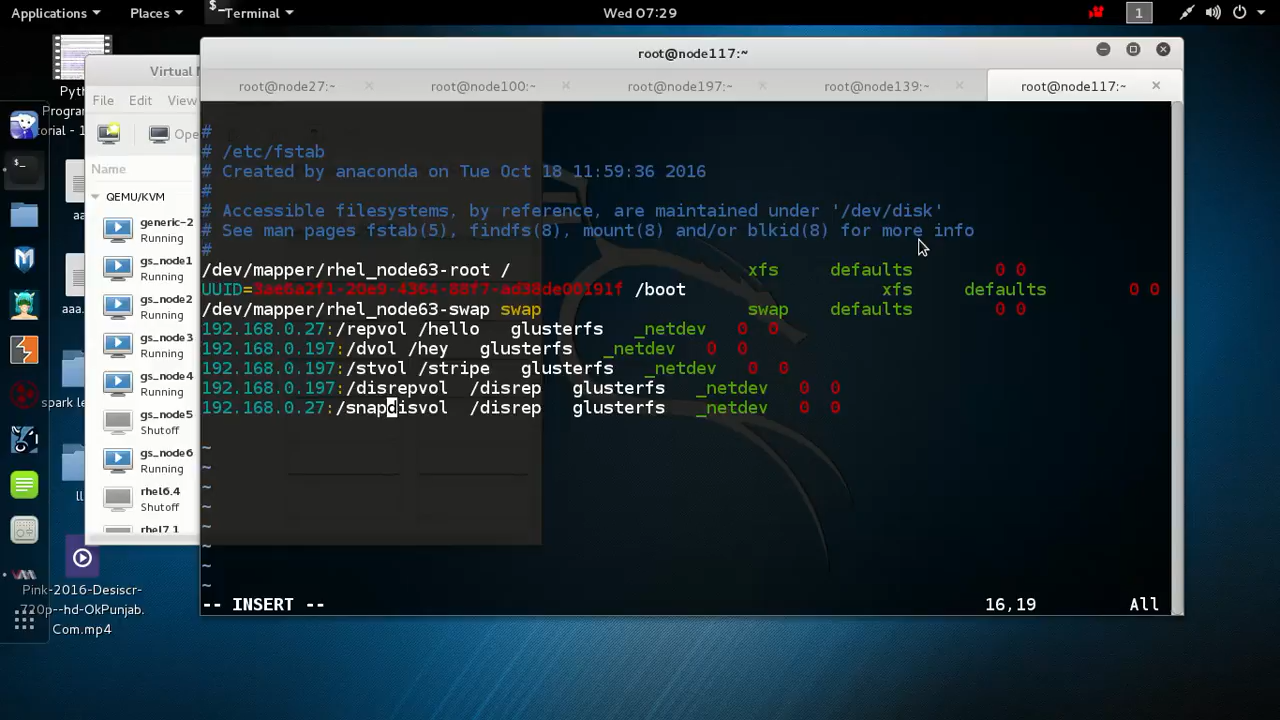 Applications Places Terminal Wed 07:29 1
root@node117:~
Virtual
root@node27:~ root@node100:~ root@node197:~ root@node139:~ root@node117:~
File Edit View
Name
QEMU/KVM
generic-2
Running
gs_node1
Running
gs_node2
Running
gs_node3
Running
gs_node4
Running
gs_node5
Shutoff
gs_node6
Running
rhel6.4
Shutoff
rhel7.1
#
# /etc/fstab
# Created by anaconda on Tue Oct 18 11:59:36 2016
#
# Accessible filesystems, by reference, are maintained under '/dev/disk'
# See man pages fstab(5), findfs(8), mount(8) and/or blkid(8) for more info
#
/dev/mapper/rhel_node63-root / xfs defaults 0 0
UUID=3ae6a2f1-20e9-4364-88f7-ad38de00191f /boot xfs defaults 0 0
/dev/mapper/rhel_node63-swap swap swap defaults 0 0
192.168.0.27:/repvol /hello glusterfs _netdev 0 0
192.168.0.197:/dvol /hey glusterfs _netdev 0 0
192.168.0.197:/stvol /stripe glusterfs _netdev 0 0
192.168.0.197:/disrepvol /disrep glusterfs _netdev 0 0
192.168.0.27:/snapdisvol /disrep glusterfs _netdev 0 0
~
~
~
~
~
~
~
~
-- INSERT -- 16,19 All
Pink-2016-Desiscr-
720p--hd-OkPunjab.
Com.mp4